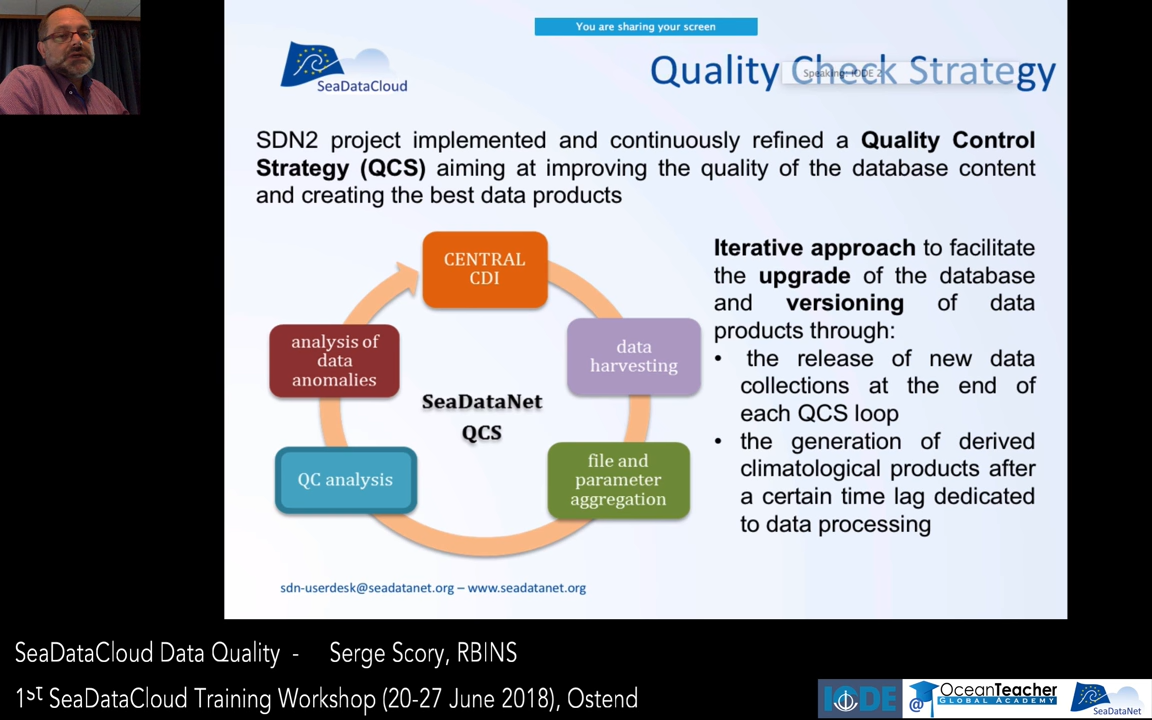 You are sharing your screen
SeaDataCloud
Quality Check Strategy
Speaking: IODE 2
SDN2 project implemented and continuously refined a Quality Control
Strategy (QCS) aiming at improving the quality of the database content
and creating the best data products
CENTRAL
CDI
data
harvesting
file and
parameter
aggregation
QC analysis
analysis of
data
anomalies
SeaDataNet
QCS
Iterative approach to facilitate
the upgrade of the database
and versioning of data
products through:
• the release of new data
collections at the end of
each QCS loop
• the generation of derived
climatological products after
a certain time lag dedicated
to data processing
sdn-userdesk@seadatanet.org – www.seadatanet.org
SeaDataCloud Data Quality - Serge Scory, RBINS
1st SeaDataCloud Training Workshop (20-27 June 2018), Ostend
IODE
@ OceanTeacher
GLOBAL ACADEMY
SeaDataNet